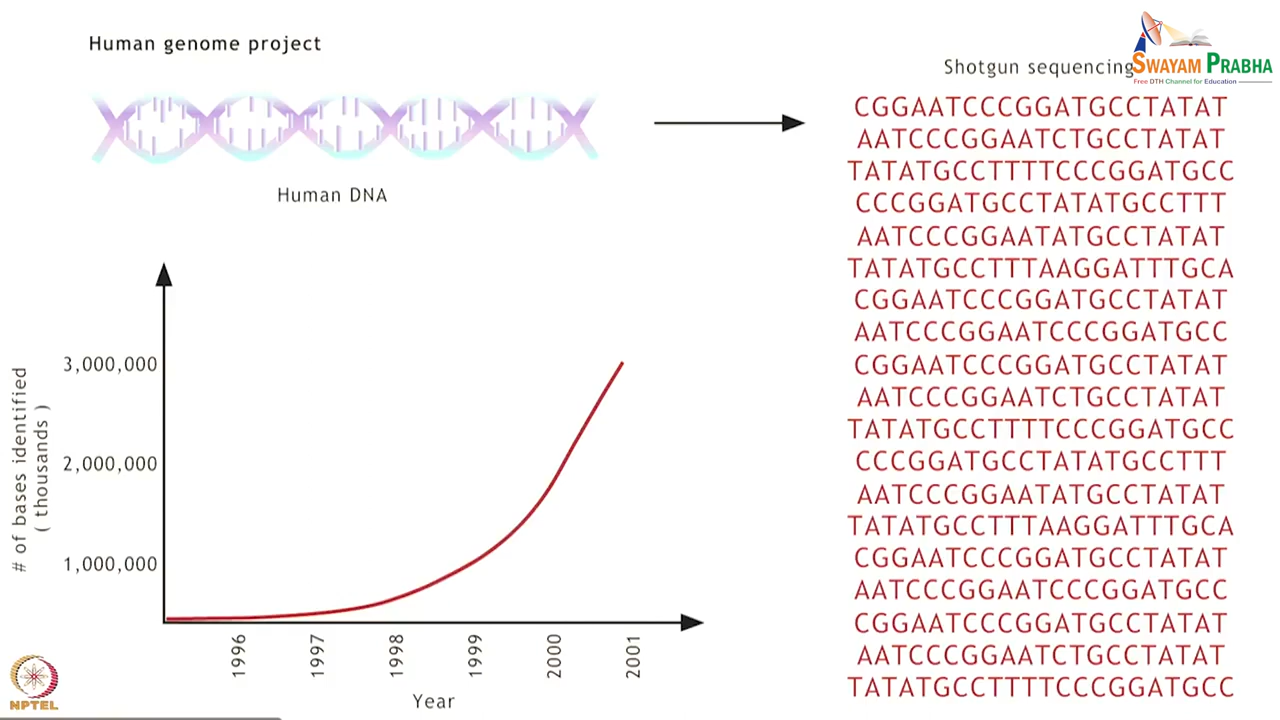 Human genome project
Human DNA
# of bases identified
( thousands )
3,000,000
2,000,000
1,000,000
1996
1997
1998
1999
2000
2001
Year
NPTEL
Shotgun sequencing
SWAYAM PRABHA
Free DTH Channel for Education
CGGAATCCCGGATGCCTATAT
AATCCCGGAATCTGCCTATAT
TATATGCCTTTTCCCGGATGCC
CCCGGATGCCTATATGCCTTT
AATCCCGGAATATGCCTATAT
TATATGCCTTTAAGGATTTGCA
CGGAATCCCGGATGCCTATAT
AATCCCGGAATCCCGGATGCC
CGGAATCCCGGATGCCTATAT
AATCCCGGAATCTGCCTATAT
TATATGCCTTTTCCCGGATGCC
CCCGGATGCCTATATGCCTTT
AATCCCGGAATATGCCTATAT
TATATGCCTTTAAGGATTTGCA
CGGAATCCCGGATGCCTATAT
AATCCCGGAATCCCGGATGCC
CGGAATCCCGGATGCCTATAT
AATCCCGGAATCTGCCTATAT
TATATGCCTTTTCCCGGATGCC